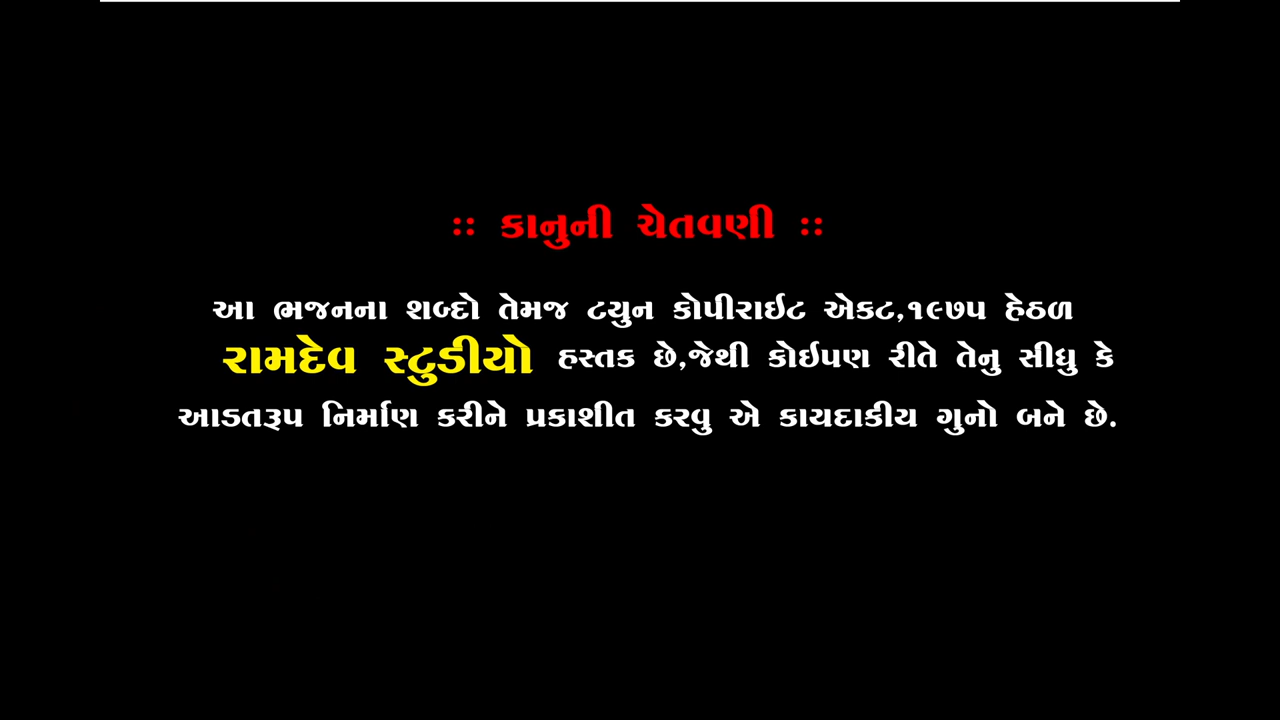 :: કાનુની ચેતવણી ::
આ ભજનના શબ્દો તેમજ ટયુન કોપીરાઈટ એકટ,૧૯૭૫ હેઠળ
રામદેવ સ્ટુડીયો હસ્તક છે,જેથી કોઈપણ રીતે તેનુ સીધુ કે
આડતરૂપ નિર્માણ કરીને પ્રકાશીત કરવુ એ કાયદાકીય ગુનો બને છે.